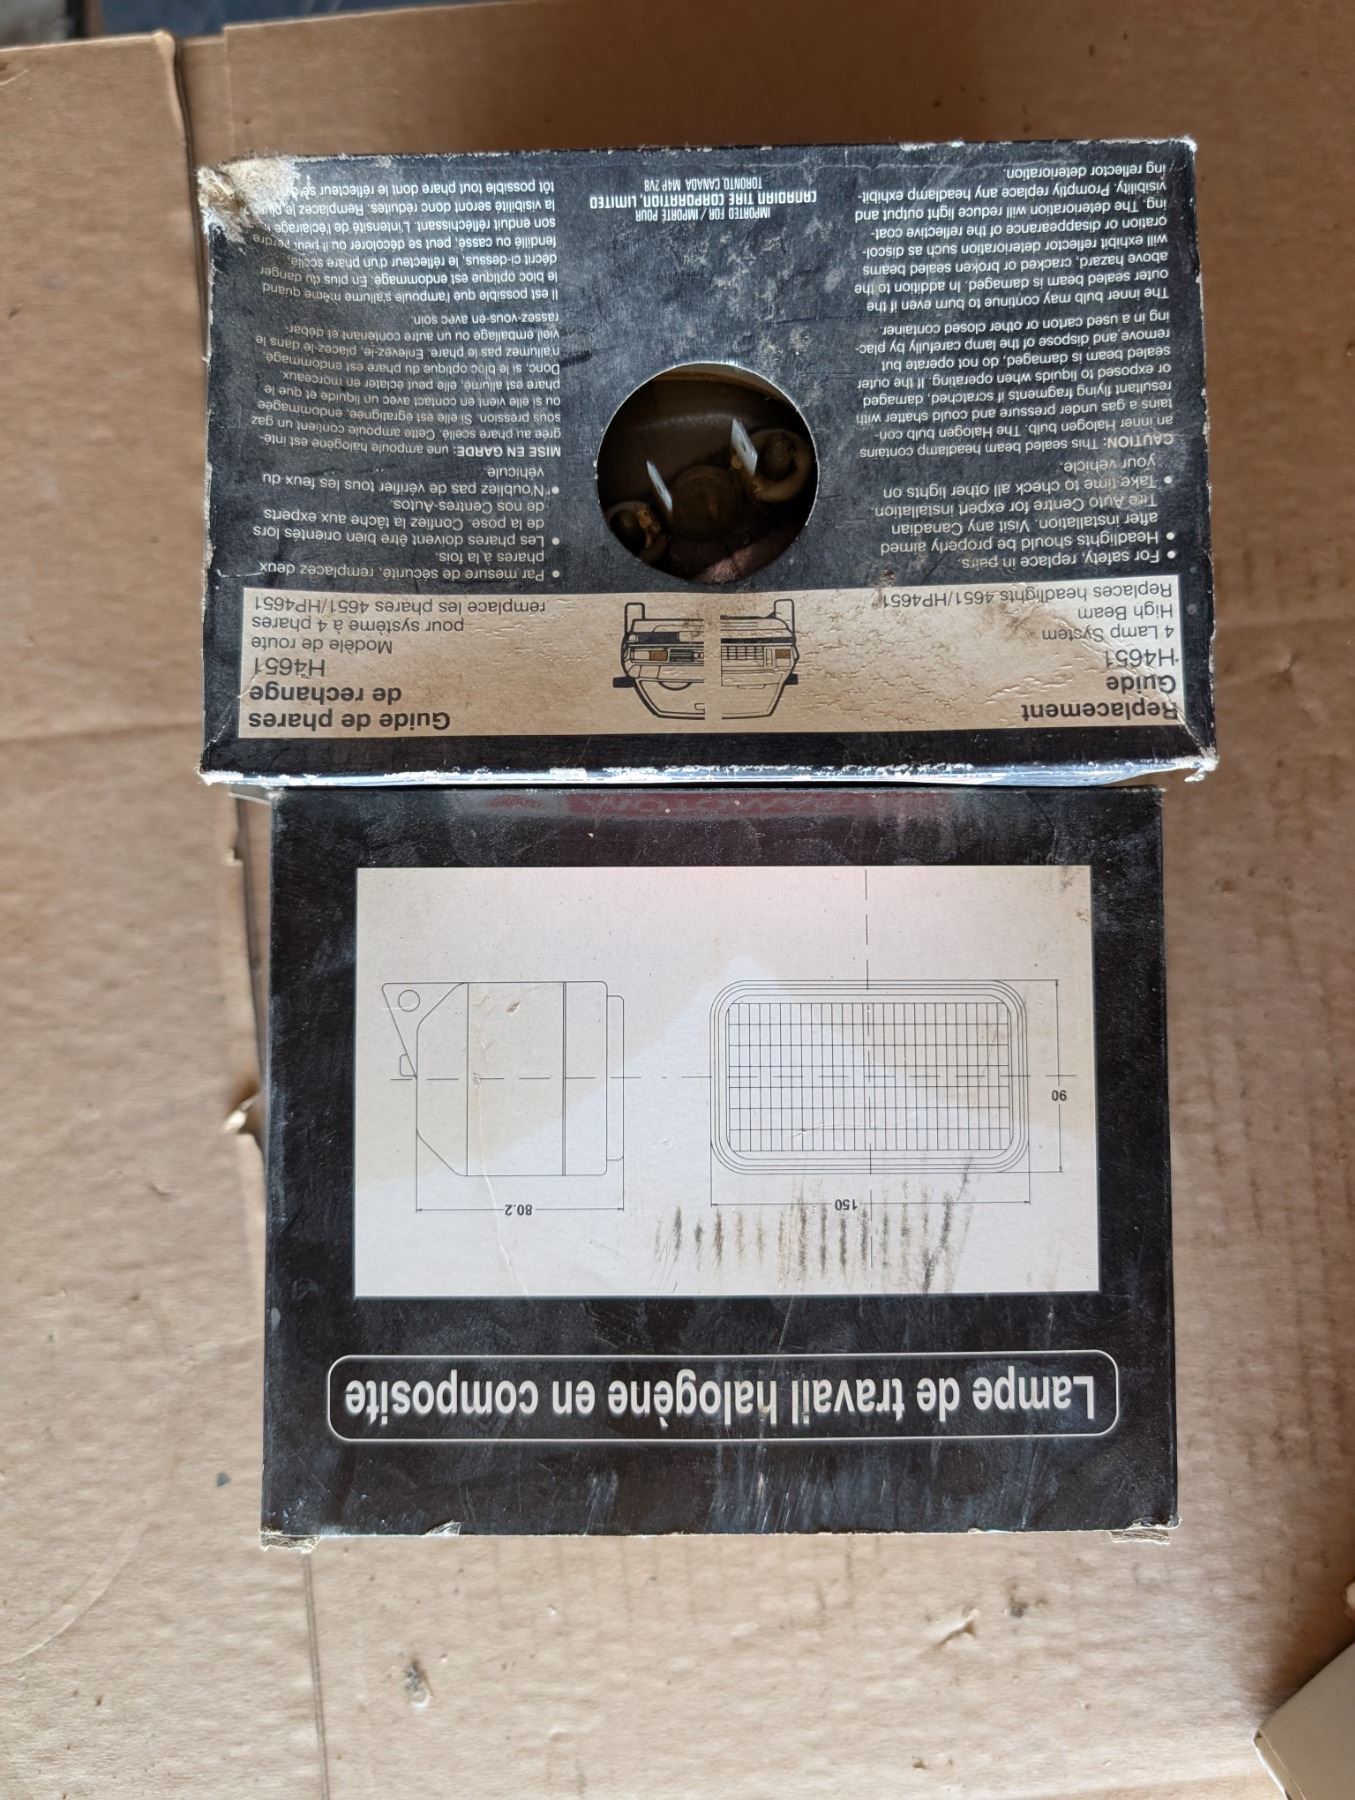 Replacement
Guide
H4651
4 Lamp System
High Beam
Replaces headlights 4651/HP4651
• For safety, replace in pairs.
• Headlights should be properly aimed
after installation. Visit any Canadian
Tire Auto Centre for expert installation.
• Take time to check all other lights on
your vehicle.
CAUTION: This sealed beam headlamp contains
an inner Halogen bulb. The Halogen bulb con-
tains a gas under pressure and could shatter with
resultant flying fragments if scratched, damaged
or exposed to liquids when operating. If the outer
sealed beam is damaged, do not operate but
remove and dispose of the lamp carefully by plac-
ing in a used carton or other closed container.
The inner bulb may continue to burn even if the
outer sealed beam is damaged. In addition to the
above hazard, cracked or broken sealed beams
will exhibit reflector deterioration such as discol-
oration or disappearance of the reflective coat-
ing. The deterioration will reduce light output and
visibility. Promptly replace any headlamp exhibit-
ing reflector deterioration.
IMPORTED FOR / IMPORTÉ POUR
CANADIAN TIRE CORPORATION, LIMITED
TORONTO, CANADA M4P 2V8
Guide de phares
de rechange
H4651
Modèle de route
pour système à 4 phares
remplace les phares 4651/HP4651
• Par mesure de sécurité, remplacez deux
phares à la fois.
• Les phares doivent être bien orientés lors
de la pose. Confiez la tâche aux experts
de nos Centres-Autos.
• N'oubliez pas de vérifier tous les feux du
véhicule.
MISE EN GARDE: une ampoule halogène est inté-
grée au phare scellé. Cette ampoule contient un gaz
sous pression. Si elle est égratignée, endommagée
ou si elle vient en contact avec un liquide et que le
phare est allumé, elle peut éclater en morceaux.
Donc, si le bloc optique du phare est endommagé,
n'allumez pas le phare. Enlevez-le, placez-le dans le
vieil emballage ou un autre contenant et débar-
rassez-vous-en avec soin.
Il est possible que l'ampoule s'allume même quand
le bloc optique est endommagé. En plus du danger
décrit ci-dessus, le réflecteur d'un phare scellé,
fendillé ou cassé, peut se décolorer ou il peut perdre
son enduit réfléchissant. L'intensité de l'éclairage
la visibilité seront donc réduites. Remplacez le plus
tôt possible tout phare dont le réflecteur se
Lampe de travail halogène en composite
150
80.2
90